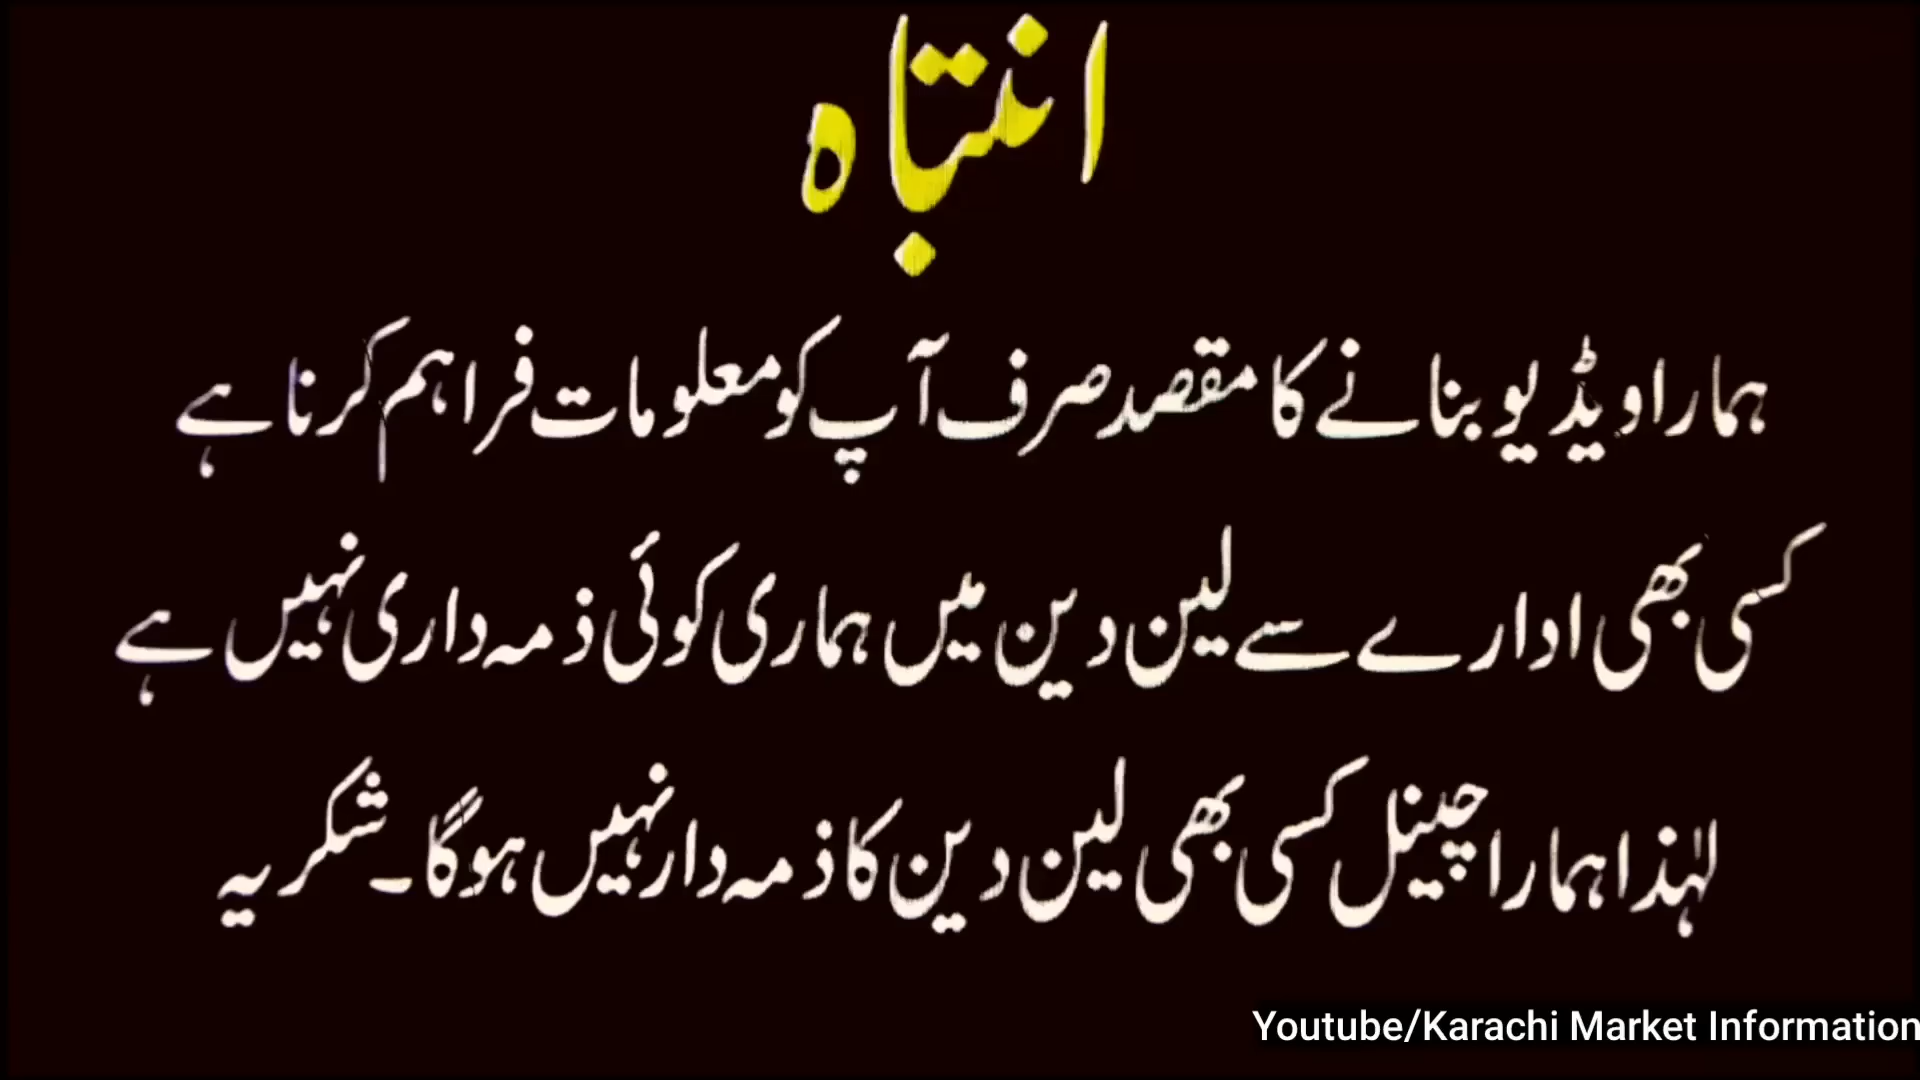 انتباہ
ہمارا ویڈیو بنانے کا مقصد صرف آپ کو معلومات فراہم کرنا ہے
کسی بھی ادارے سے لین دین میں ہماری کوئی ذمہ داری نہیں ہے
لہٰذا ہمارا چینل کسی بھی لین دین کا ذمہ دار نہیں ہوگا۔ شکریہ
Youtube/Karachi Market Information